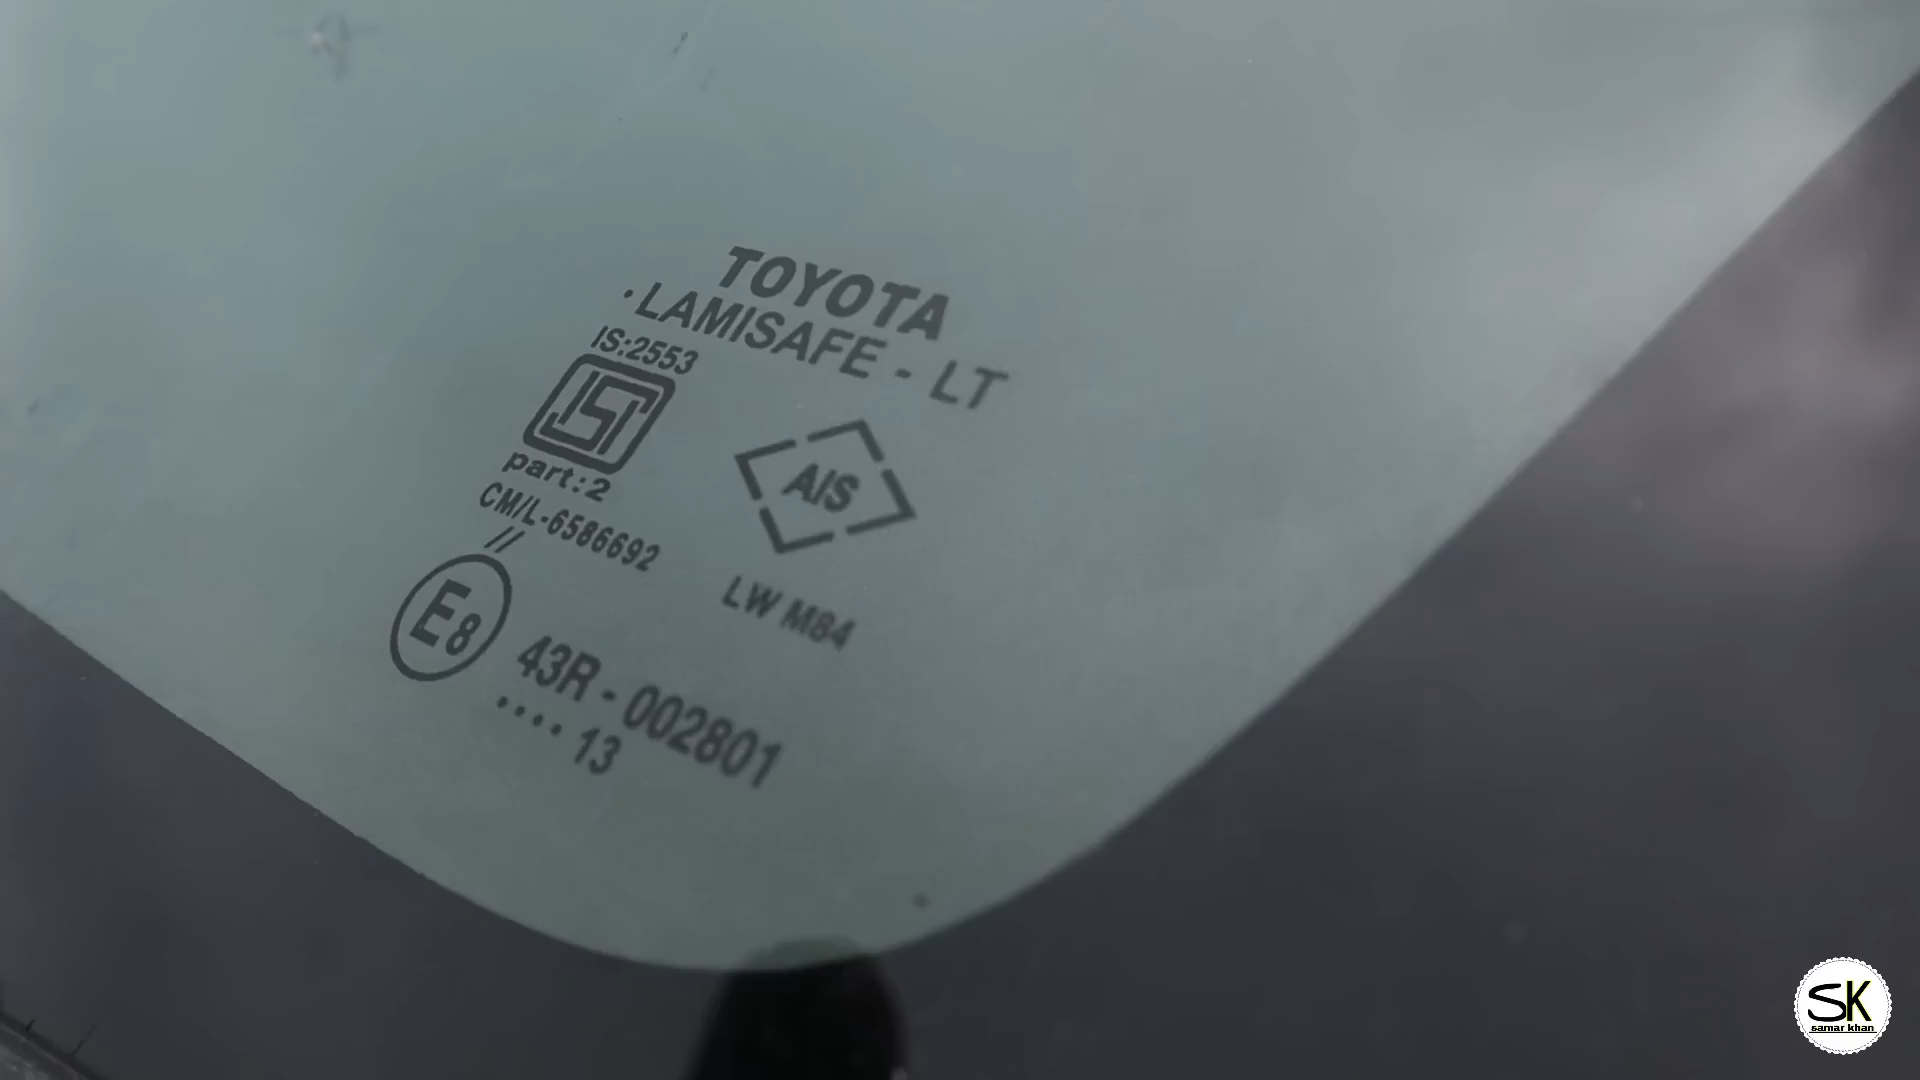 TOYOTA
·LAMISAFE - LT
IS:2553
ISI
part:2
CM/L-6586692
//
AIS
LW M84
E8
43R - 002801
.... 13
SK
samar khan